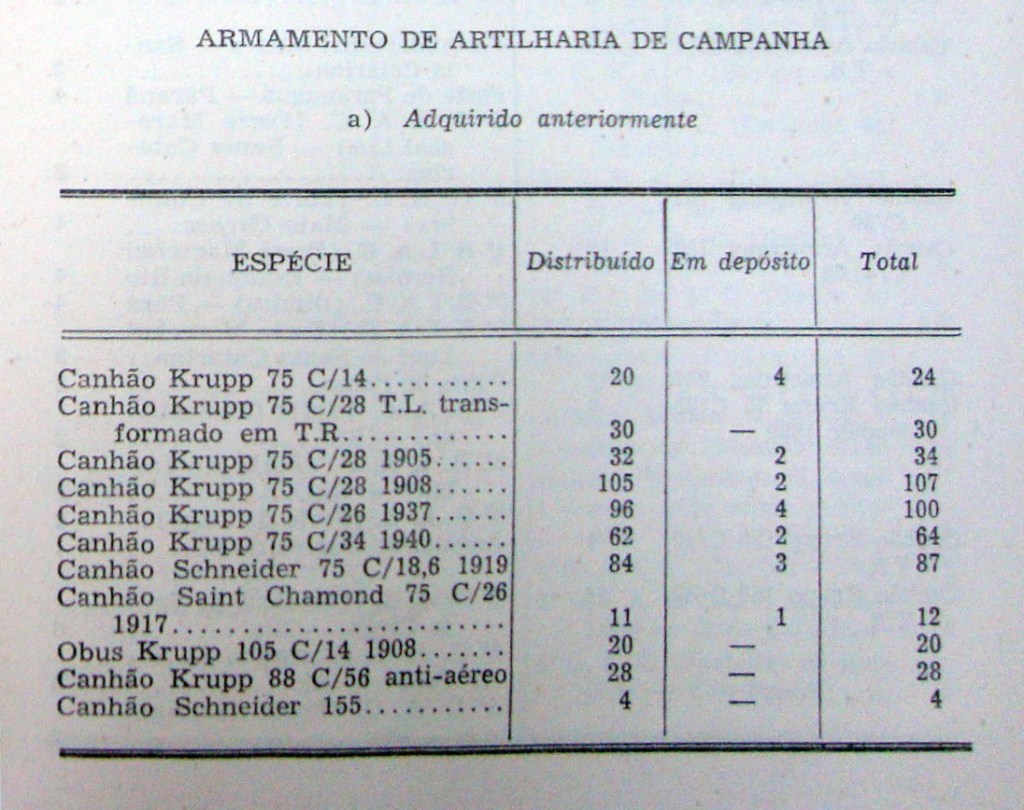 ARMAMENTO DE ARTILHARIA DE CAMPANHA
a) Adquirido anteriormente
ESPÉCIE Distribuído Em depósito Total
Canhão Krupp 75 C/14........... 20 4 24
Canhão Krupp 75 C/28 T.L. trans-
formado em T.R............. 30 — 30
Canhão Krupp 75 C/28 1905...... 32 2 34
Canhão Krupp 75 C/28 1908...... 105 2 107
Canhão Krupp 75 C/26 1937...... 96 4 100
Canhão Krupp 75 C/34 1940...... 62 2 64
Canhão Schneider 75 C/18,6 1919 84 3 87
Canhão Saint Chamond 75 C/26
1917........................ 11 1 12
Obus Krupp 105 C/14 1908....... 20 — 20
Canhão Krupp 88 C/56 anti-aéreo 28 — 28
Canhão Schneider 155........... 4 — 4